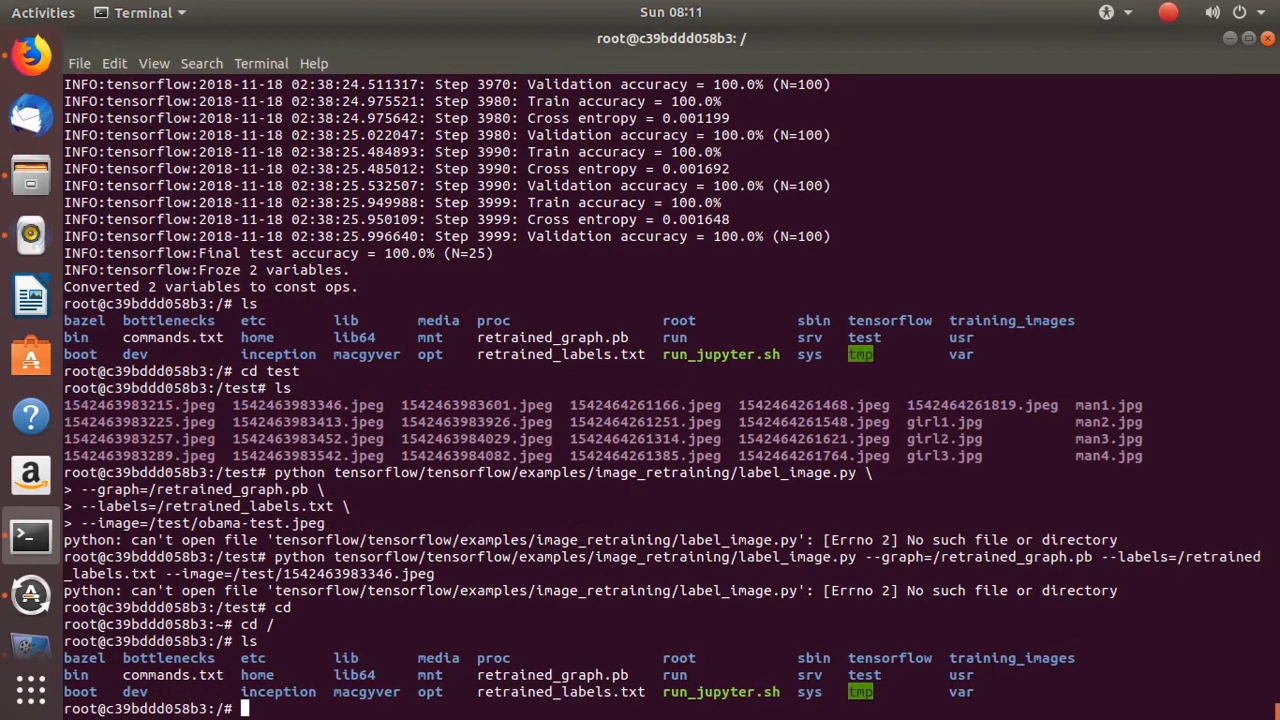 Activities Terminal Sun 08:11
root@c39bddd058b3: /
File Edit View Search Terminal Help
INFO:tensorflow:2018-11-18 02:38:24.511317: Step 3970: Validation accuracy = 100.0% (N=100)
INFO:tensorflow:2018-11-18 02:38:24.975521: Step 3980: Train accuracy = 100.0%
INFO:tensorflow:2018-11-18 02:38:24.975642: Step 3980: Cross entropy = 0.001199
INFO:tensorflow:2018-11-18 02:38:25.022047: Step 3980: Validation accuracy = 100.0% (N=100)
INFO:tensorflow:2018-11-18 02:38:25.484893: Step 3990: Train accuracy = 100.0%
INFO:tensorflow:2018-11-18 02:38:25.485012: Step 3990: Cross entropy = 0.001692
INFO:tensorflow:2018-11-18 02:38:25.532507: Step 3990: Validation accuracy = 100.0% (N=100)
INFO:tensorflow:2018-11-18 02:38:25.949988: Step 3999: Train accuracy = 100.0%
INFO:tensorflow:2018-11-18 02:38:25.950109: Step 3999: Cross entropy = 0.001648
INFO:tensorflow:2018-11-18 02:38:25.996640: Step 3999: Validation accuracy = 100.0% (N=100)
INFO:tensorflow:Final test accuracy = 100.0% (N=25)
INFO:tensorflow:Froze 2 variables.
Converted 2 variables to const ops.
root@c39bddd058b3:/# ls
bazel bottlenecks etc lib media proc root sbin tensorflow training_images
bin commands.txt home lib64 mnt retrained_graph.pb run srv test usr
boot dev inception macgyver opt retrained_labels.txt run_jupyter.sh sys tmp var
root@c39bddd058b3:/# cd test
root@c39bddd058b3:/test# ls
1542463983215.jpeg 1542463983346.jpeg 1542463983601.jpeg 1542464261166.jpeg 1542464261468.jpeg 1542464261819.jpeg man1.jpg
1542463983225.jpeg 1542463983413.jpeg 1542463983926.jpeg 1542464261251.jpeg 1542464261548.jpeg girl1.jpg man2.jpg
1542463983257.jpeg 1542463983452.jpeg 1542463984029.jpeg 1542464261314.jpeg 1542464261621.jpeg girl2.jpg man3.jpg
1542463983289.jpeg 1542463983542.jpeg 1542463984082.jpeg 1542464261385.jpeg 1542464261764.jpeg girl3.jpg man4.jpg
root@c39bddd058b3:/test# python tensorflow/tensorflow/examples/image_retraining/label_image.py \
> --graph=/retrained_graph.pb \
> --labels=/retrained_labels.txt \
> --image=/test/obama-test.jpeg
python: can't open file 'tensorflow/tensorflow/examples/image_retraining/label_image.py': [Errno 2] No such file or directory
root@c39bddd058b3:/test# python tensorflow/tensorflow/examples/image_retraining/label_image.py --graph=/retrained_graph.pb --labels=/retrained
_labels.txt --image=/test/1542463983346.jpeg
python: can't open file 'tensorflow/tensorflow/examples/image_retraining/label_image.py': [Errno 2] No such file or directory
root@c39bddd058b3:/test# cd
root@c39bddd058b3:~# cd /
root@c39bddd058b3:/# ls
bazel bottlenecks etc lib media proc root sbin tensorflow training_images
bin commands.txt home lib64 mnt retrained_graph.pb run srv test usr
boot dev inception macgyver opt retrained_labels.txt run_jupyter.sh sys tmp var
root@c39bddd058b3:/#